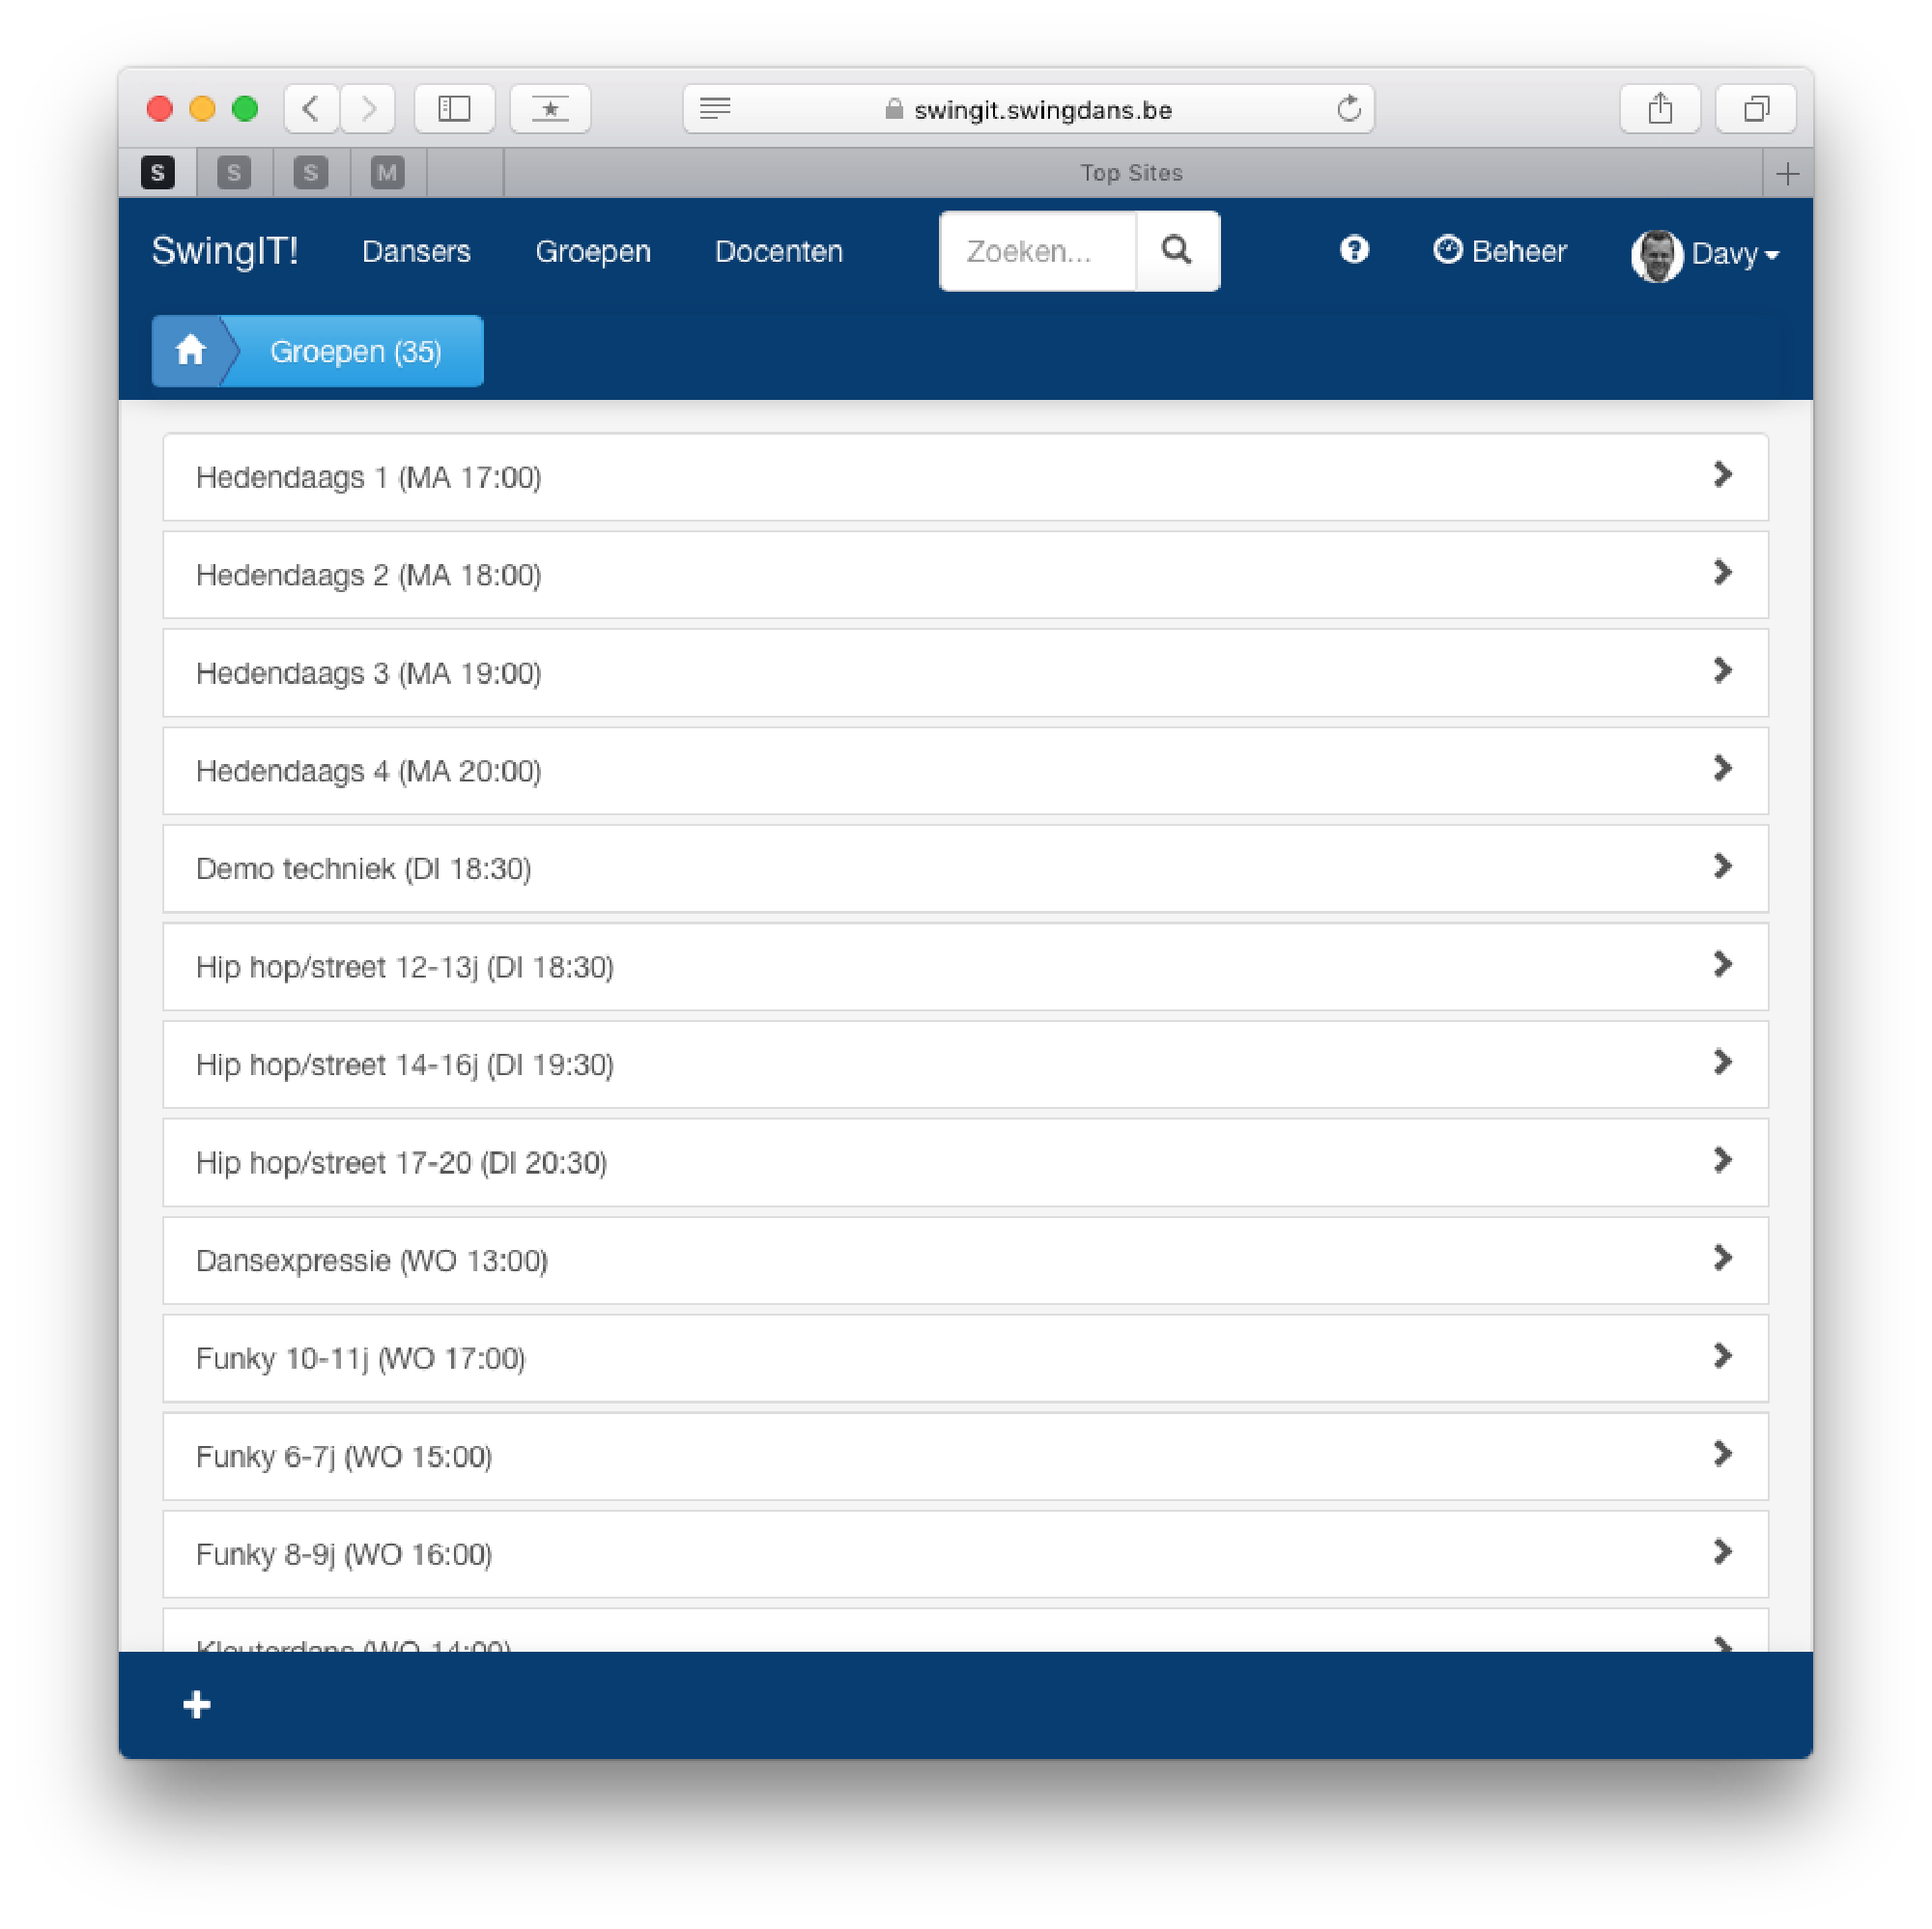 swingit.swingdans.be
S S S M Top Sites
SwingIT! Dansers Groepen Docenten Zoeken... Beheer Davy
Groepen (35)
Hedendaags 1 (MA 17:00)
Hedendaags 2 (MA 18:00)
Hedendaags 3 (MA 19:00)
Hedendaags 4 (MA 20:00)
Demo techniek (DI 18:30)
Hip hop/street 12-13j (DI 18:30)
Hip hop/street 14-16j (DI 19:30)
Hip hop/street 17-20 (DI 20:30)
Dansexpressie (WO 13:00)
Funky 10-11j (WO 17:00)
Funky 6-7j (WO 15:00)
Funky 8-9j (WO 16:00)
Kleuterdans (WO 14:00)